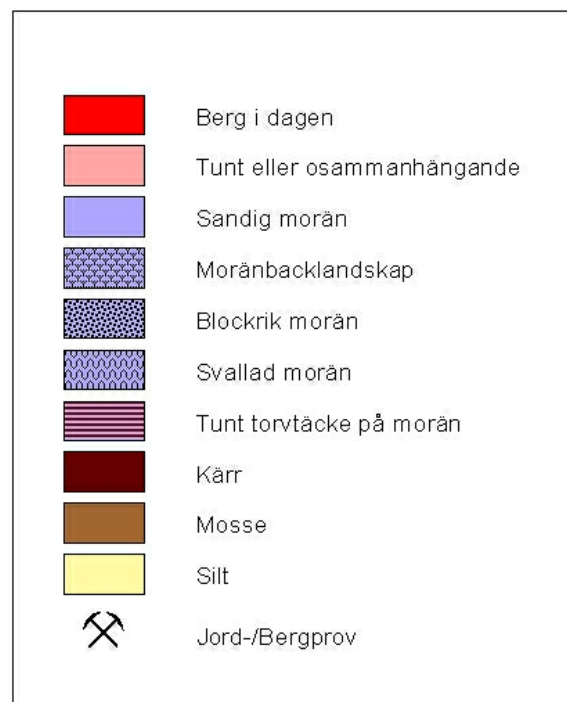 Berg i dagen
Tunt eller osammanhängande
Sandig morän
Moränbacklandskap
Blockrik morän
Svallad morän
Tunt torvtäcke på morän
Kärr
Mosse
Silt
Jord-/Bergprov